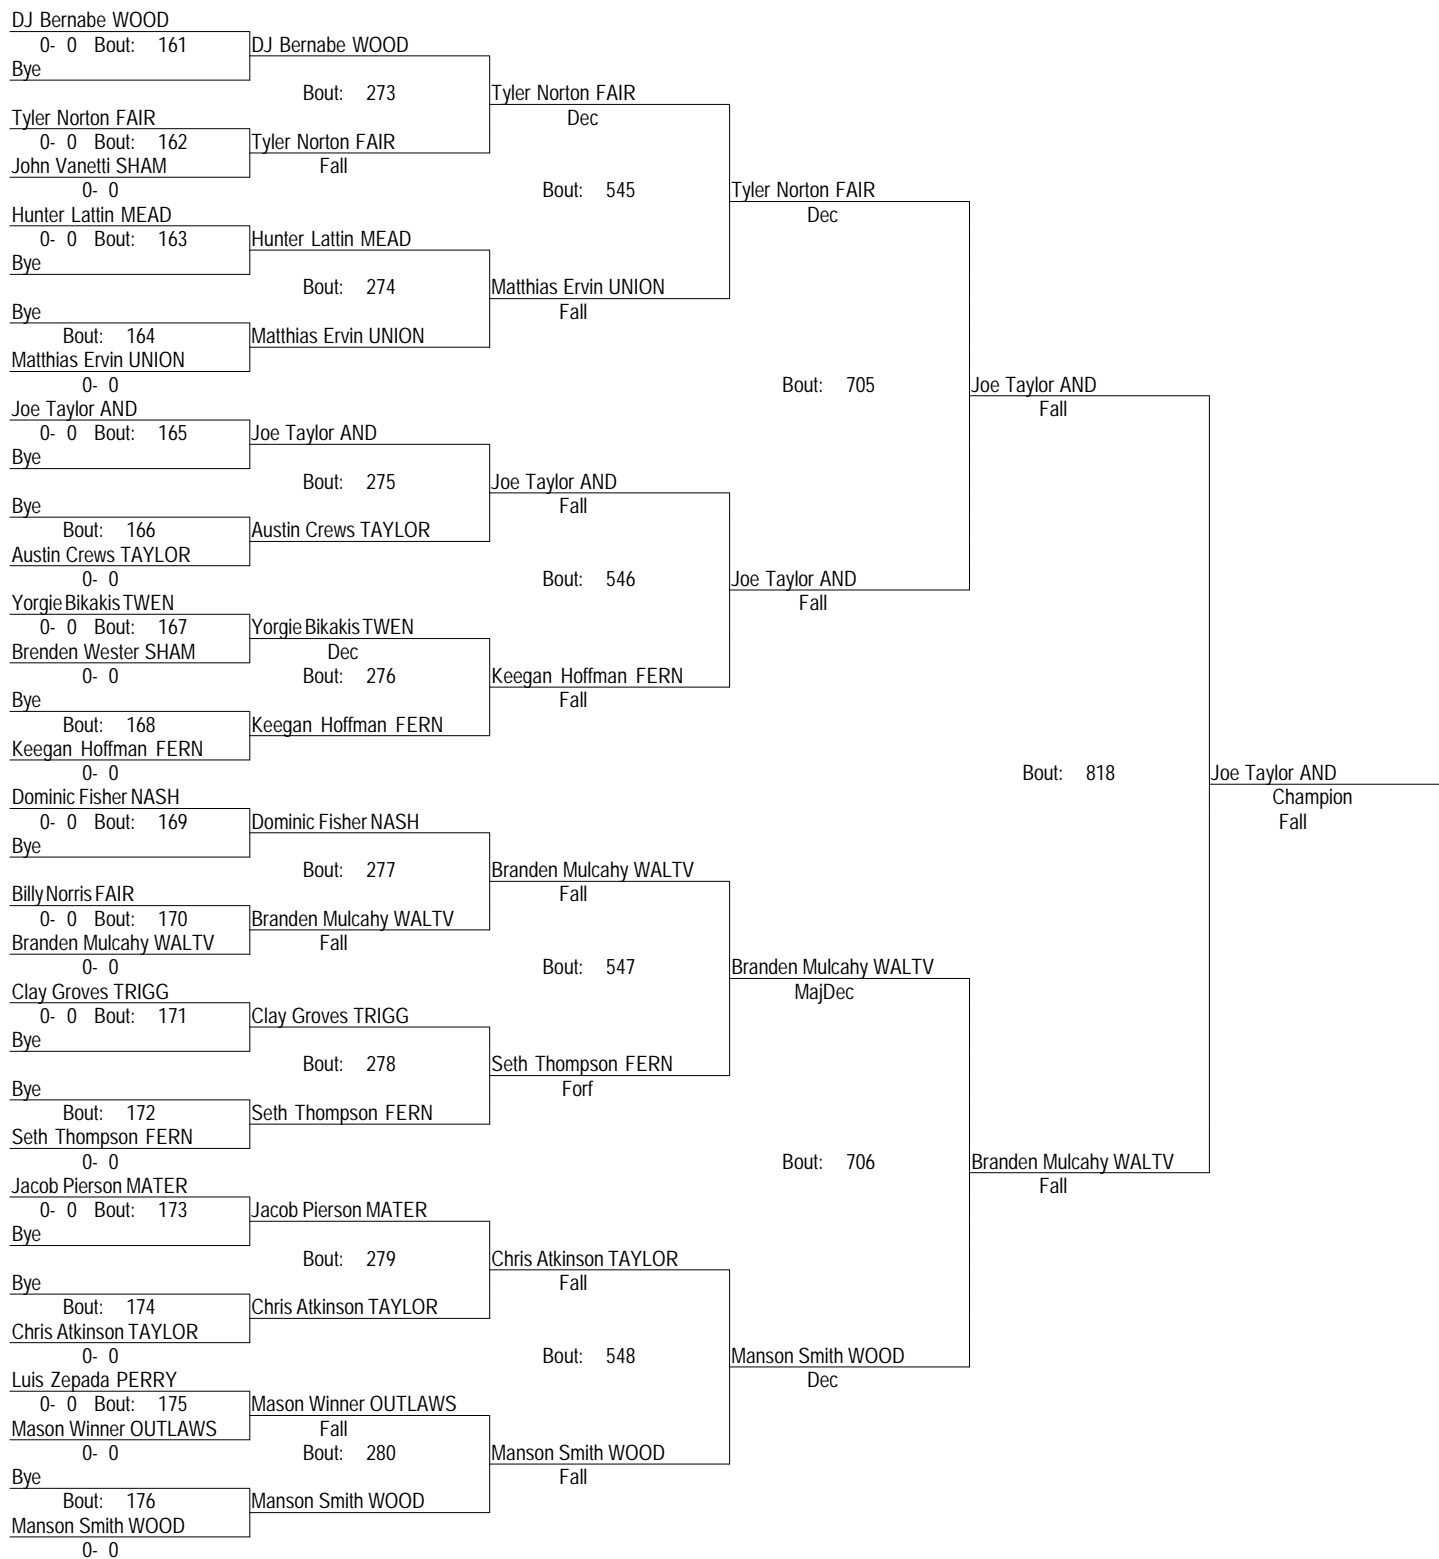 DJ Bernabe WOOD
0- 0 Bout: 161
DJ Bernabe WOOD
Bye
Bout: 273
Tyler Norton FAIR
Tyler Norton FAIR
Dec
0- 0 Bout: 162
Tyler Norton FAIR
John Vanetti SHAM
Fall
0- 0
Bout: 545
Tyler Norton FAIR
Hunter Lattin MEAD
Dec
0- 0 Bout: 163
Hunter Lattin MEAD
Bye
Bout: 274
Matthias Ervin UNION
Bye
Fall
Bout: 164
Matthias Ervin UNION
Matthias Ervin UNION
0- 0
Bout: 705
Joe Taylor AND
Joe Taylor AND
Fall
0- 0 Bout: 165
Joe Taylor AND
Bye
Bout: 275
Joe Taylor AND
Bye
Fall
Bout: 166
Austin Crews TAYLOR
Austin Crews TAYLOR
0- 0
Bout: 546
Joe Taylor AND
Yorgie Bikakis TWEN
Fall
0- 0 Bout: 167
Yorgie Bikakis TWEN
Brenden Wester SHAM
Dec
0- 0
Bout: 276
Keegan Hoffman FERN
Bye
Fall
Bout: 168
Keegan Hoffman FERN
Keegan Hoffman FERN
0- 0
Bout: 818
Joe Taylor AND
Dominic Fisher NASH
Champion
0- 0 Bout: 169
Dominic Fisher NASH
Fall
Bye
Bout: 277
Branden Mulcahy WALTV
Billy Norris FAIR
Fall
0- 0 Bout: 170
Branden Mulcahy WALTV
Branden Mulcahy WALTV
Fall
0- 0
Bout: 547
Branden Mulcahy WALTV
Clay Groves TRIGG
MajDec
0- 0 Bout: 171
Clay Groves TRIGG
Bye
Bout: 278
Seth Thompson FERN
Bye
Forf
Bout: 172
Seth Thompson FERN
Seth Thompson FERN
0- 0
Bout: 706
Branden Mulcahy WALTV
Jacob Pierson MATER
Fall
0- 0 Bout: 173
Jacob Pierson MATER
Bye
Bout: 279
Chris Atkinson TAYLOR
Bye
Fall
Bout: 174
Chris Atkinson TAYLOR
Chris Atkinson TAYLOR
0- 0
Bout: 548
Manson Smith WOOD
Luis Zepada PERRY
Dec
0- 0 Bout: 175
Mason Winner OUTLAWS
Mason Winner OUTLAWS
Fall
0- 0
Bout: 280
Manson Smith WOOD
Bye
Fall
Bout: 176
Manson Smith WOOD
Manson Smith WOOD
0- 0